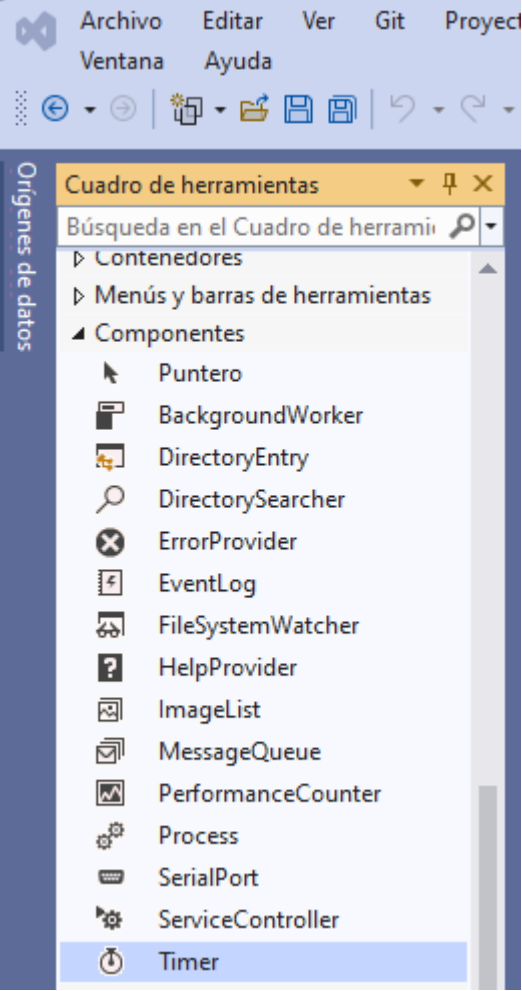 Archivo Editar Ver Git Proyect
Ventana Ayuda
Orígenes de datos
Cuadro de herramientas
Búsqueda en el Cuadro de herrami
Contenedores
Menús y barras de herramientas
Componentes
Puntero
BackgroundWorker
DirectoryEntry
DirectorySearcher
ErrorProvider
EventLog
FileSystemWatcher
HelpProvider
ImageList
MessageQueue
PerformanceCounter
Process
SerialPort
ServiceController
Timer